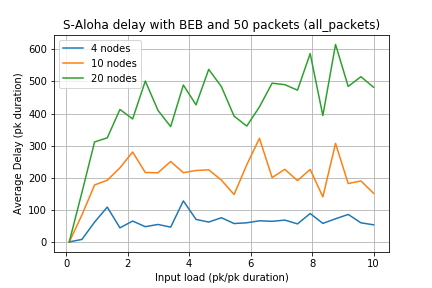 S-Aloha delay with BEB and 50 packets (all_packets)
4 nodes
10 nodes
20 nodes
Average Delay (pk duration)
600
500
400
300
200
100
0
0
2
4
6
8
10
Input load (pk/pk duration)